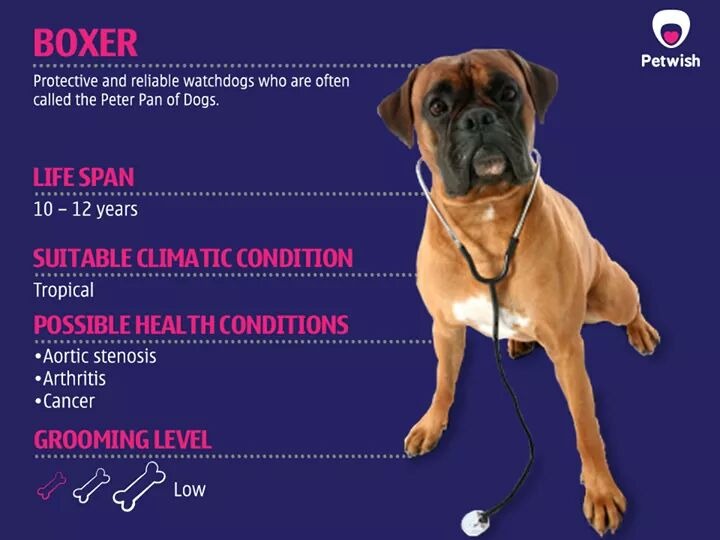 BOXER
Petwish
Protective and reliable watchdogs who are often
called the Peter Pan of Dogs.
LIFE SPAN
10 – 12 years
SUITABLE CLIMATIC CONDITION
Tropical
POSSIBLE HEALTH CONDITIONS
•Aortic stenosis
•Arthritis
•Cancer
GROOMING LEVEL
Low